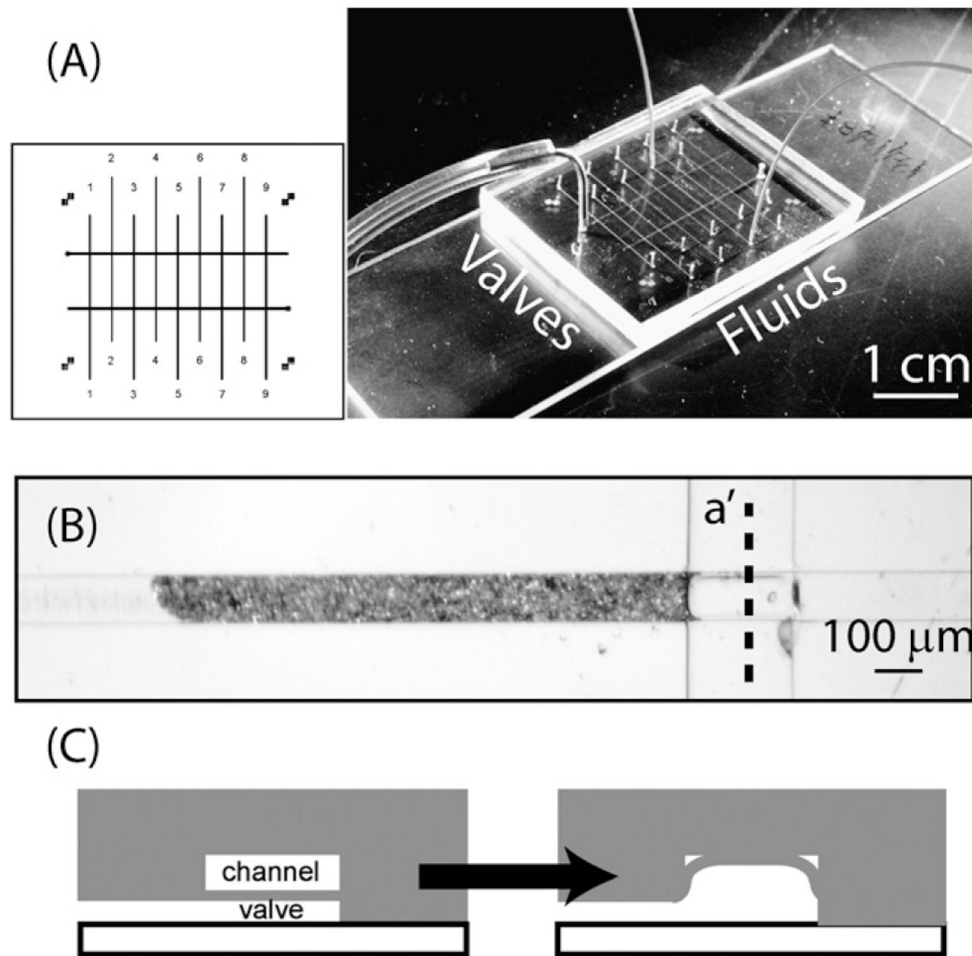 (A)
2 4 6 8
1 3 5 7 9
2 4 6 8
1 3 5 7 9
Valves
Fluids
1 cm
(B)
a'
100 μm
(C)
channel
valve